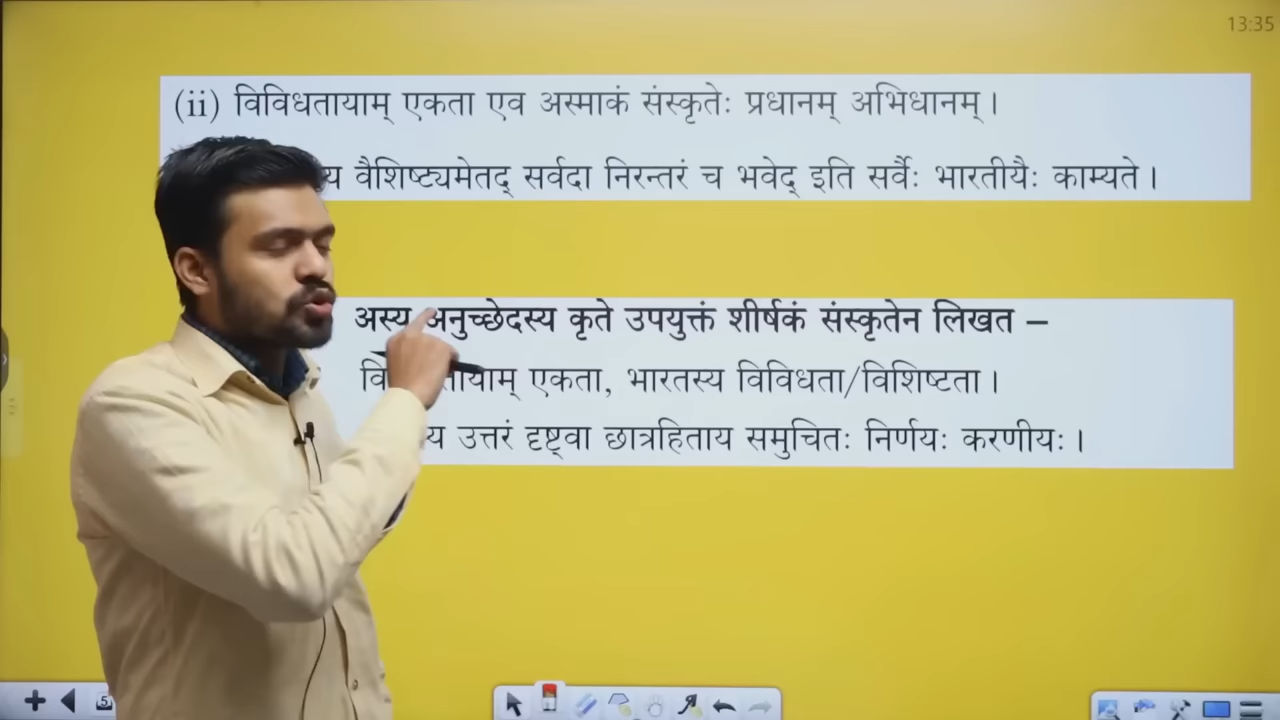 13:35
(ii) विविधतायाम् एकता एव अस्माकं संस्कृतेः प्रधानम् अभिधानम्।
वैशिष्ट्यमेतद् सर्वदा निरन्तरं च भवेद् इति सर्वैः भारतीयैः काम्यते।
अस्य अनुच्छेदस्य कृते उपयुक्तं शीर्षकं संस्कृतेन लिखत –
एकता, भारतस्य विविधता/विशिष्टता।
उत्तरं दृष्ट्वा छात्रहिताय समुचितः निर्णयः करणीयः।
5